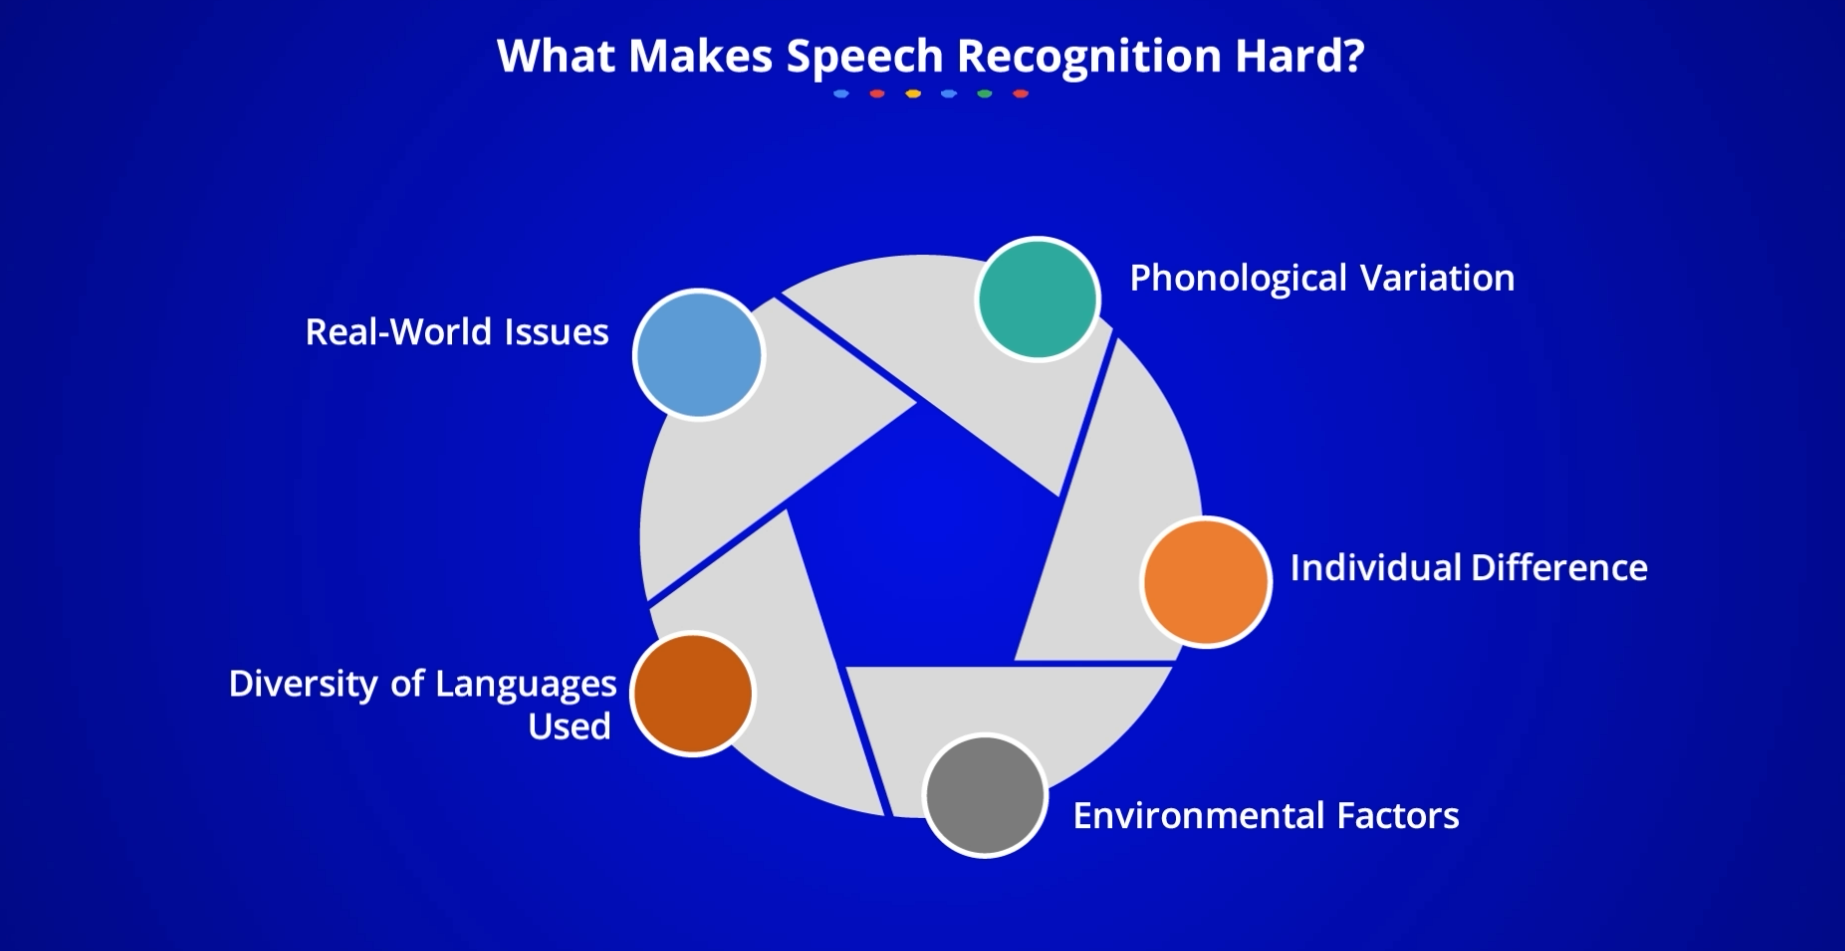 What Makes Speech Recognition Hard?
Phonological Variation
Real-World Issues
Individual Difference
Diversity of Languages
Used
Environmental Factors